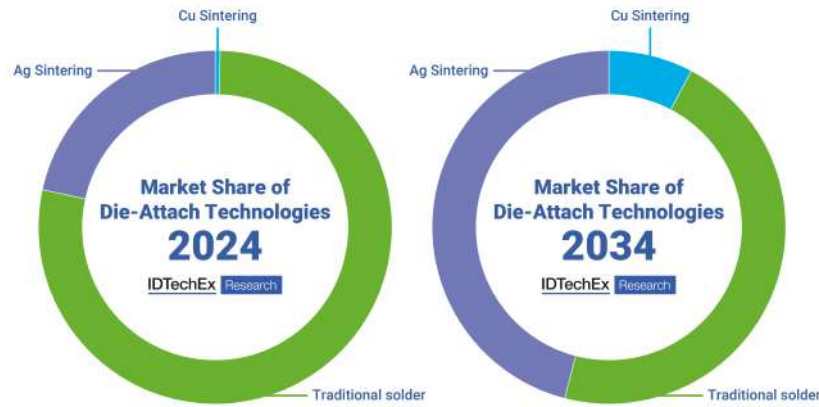 Cu Sintering
Ag Sintering
Market Share of
Die-Attach Technologies
2024
IDTechEx Research
Traditional solder
Cu Sintering
Ag Sintering
Market Share of
Die-Attach Technologies
2034
IDTechEx Research
Traditional solder